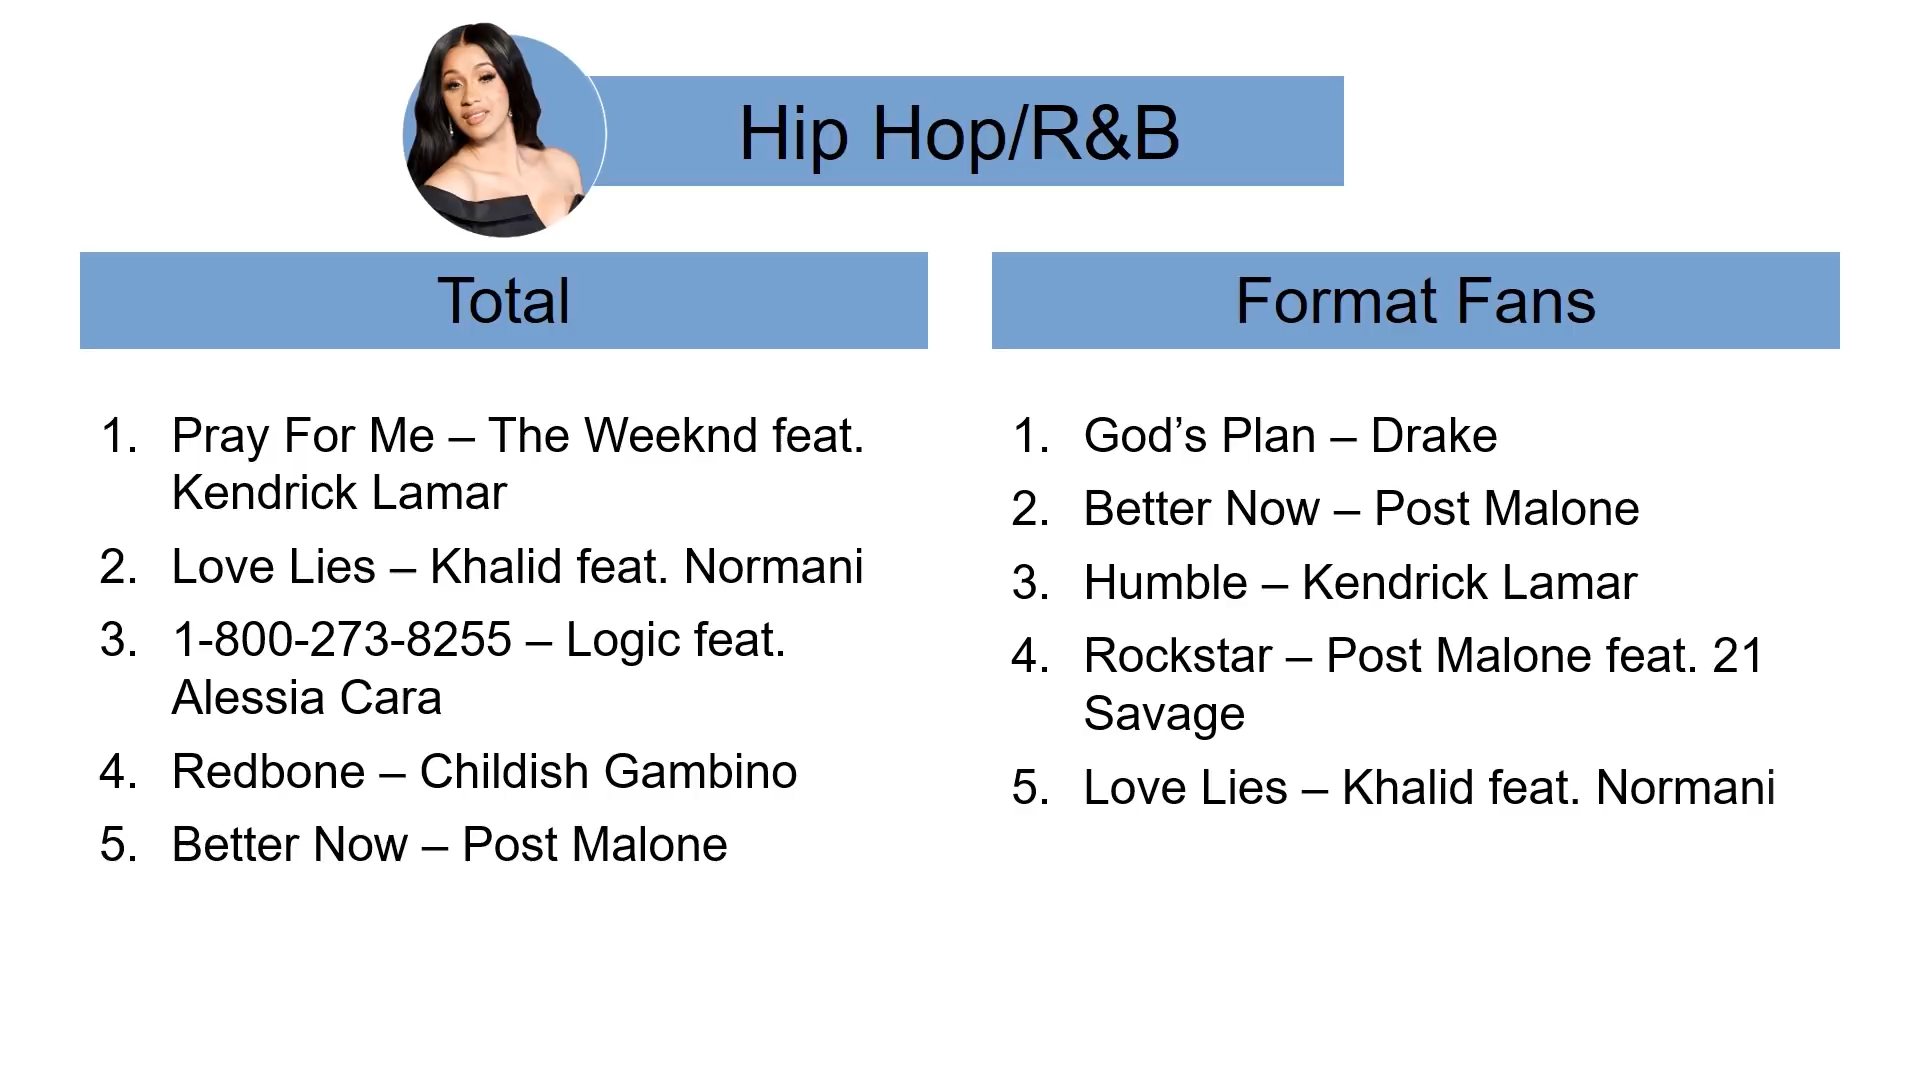 Hip Hop/R&B
Total
1. Pray For Me – The Weeknd feat.
Kendrick Lamar
2. Love Lies – Khalid feat. Normani
3. 1-800-273-8255 – Logic feat.
Alessia Cara
4. Redbone – Childish Gambino
5. Better Now – Post Malone
Format Fans
1. God’s Plan – Drake
2. Better Now – Post Malone
3. Humble – Kendrick Lamar
4. Rockstar – Post Malone feat. 21
Savage
5. Love Lies – Khalid feat. Normani